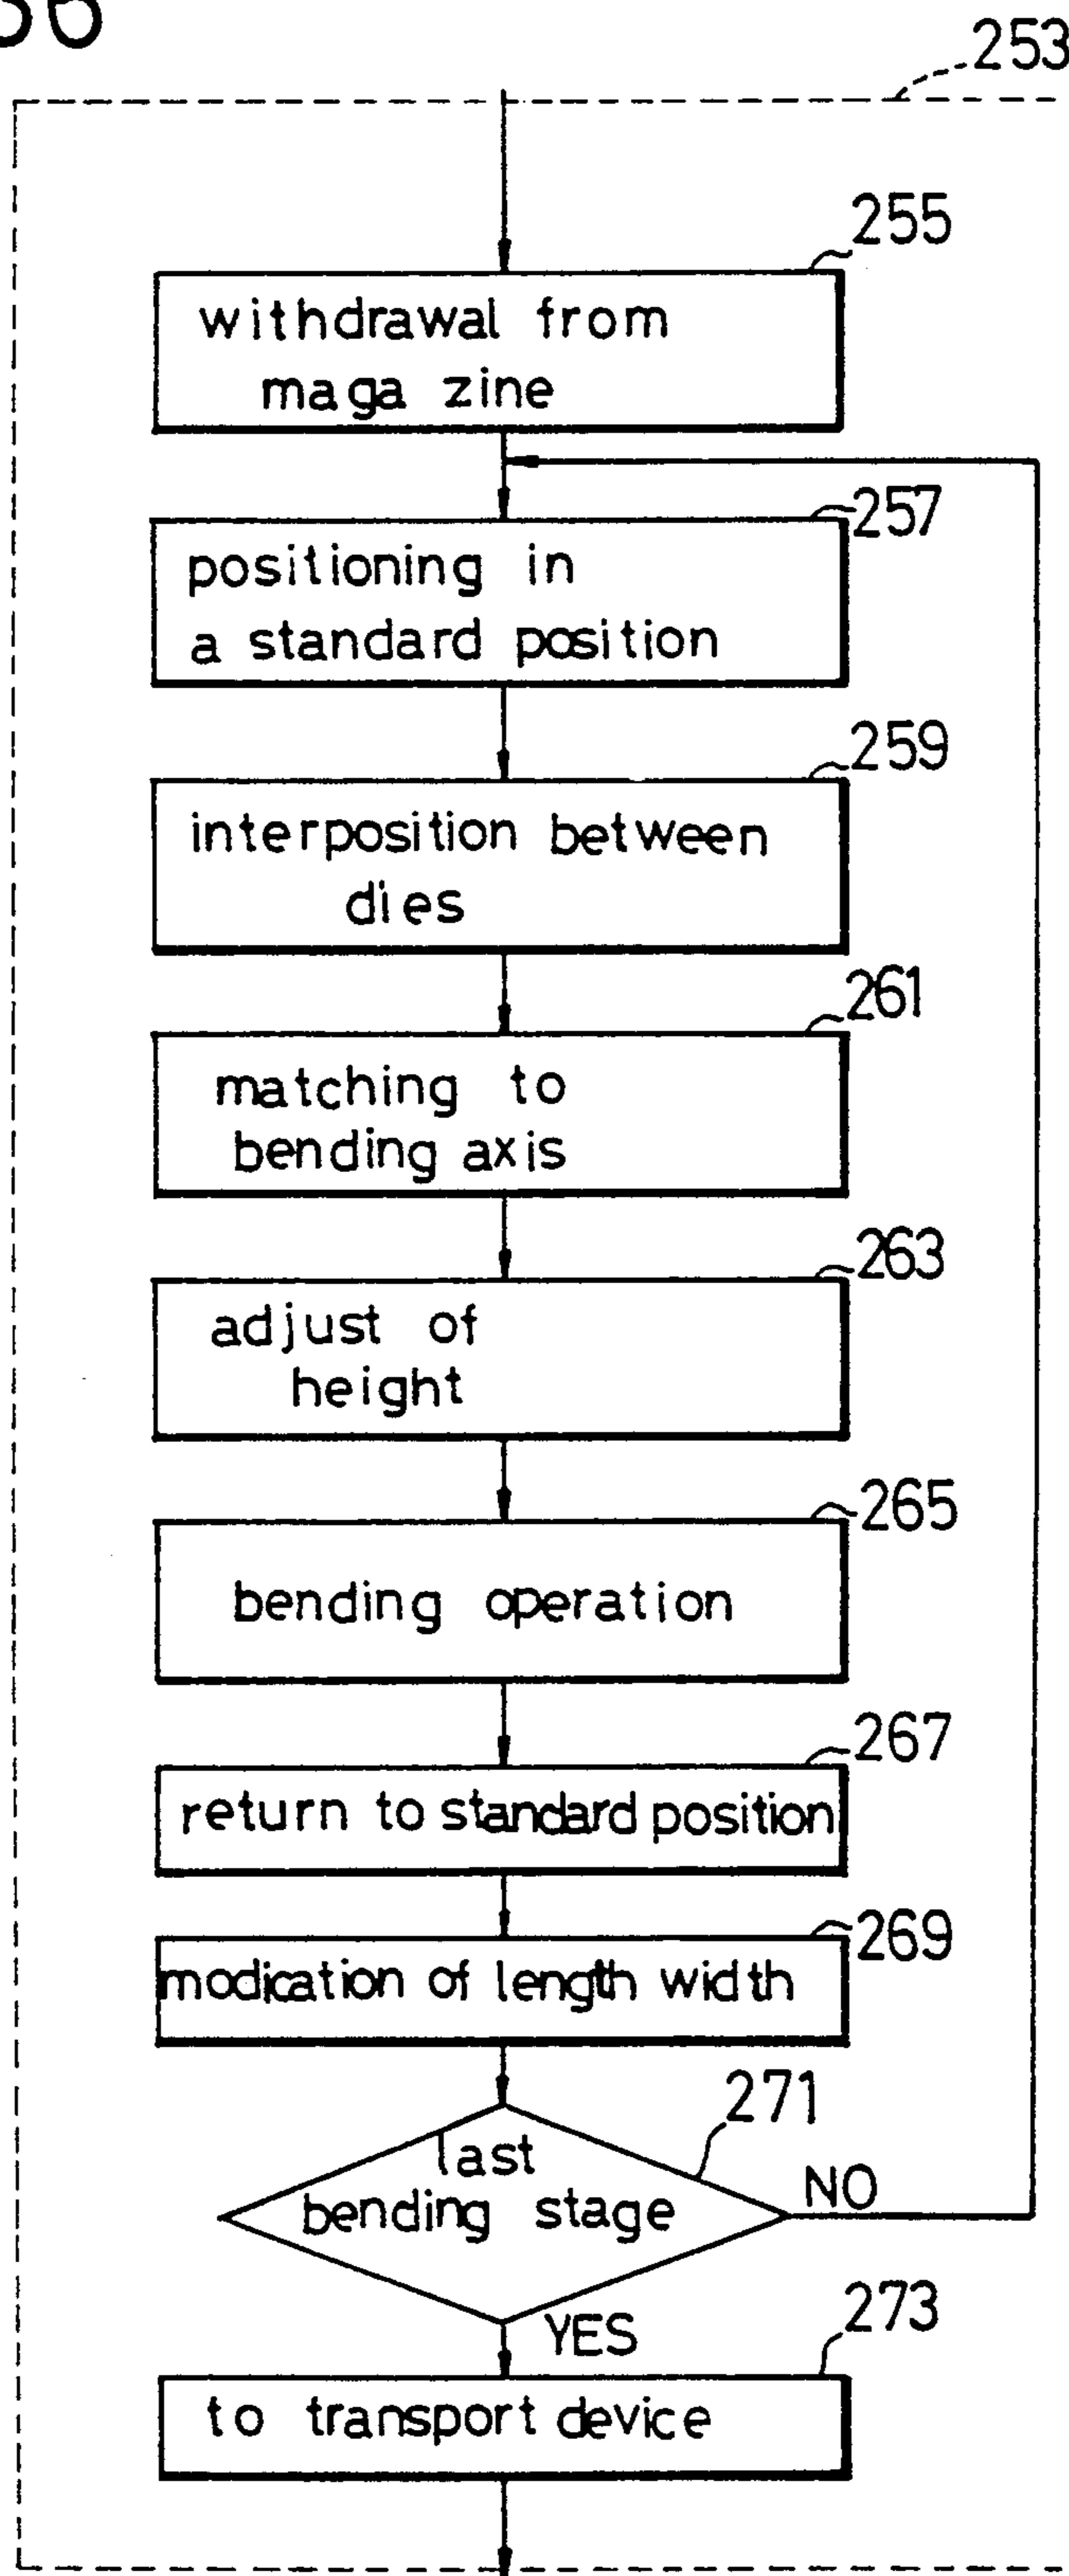 253
255
withdrawal from
maga zine
257
positioning in
a standard position
259
interposition between
dies
261
matching to
bending axis
263
adjust of
height
265
bending operation
267
return to standard position
269
modication of length width
271
last
bending stage
NO
YES
273
to transport device